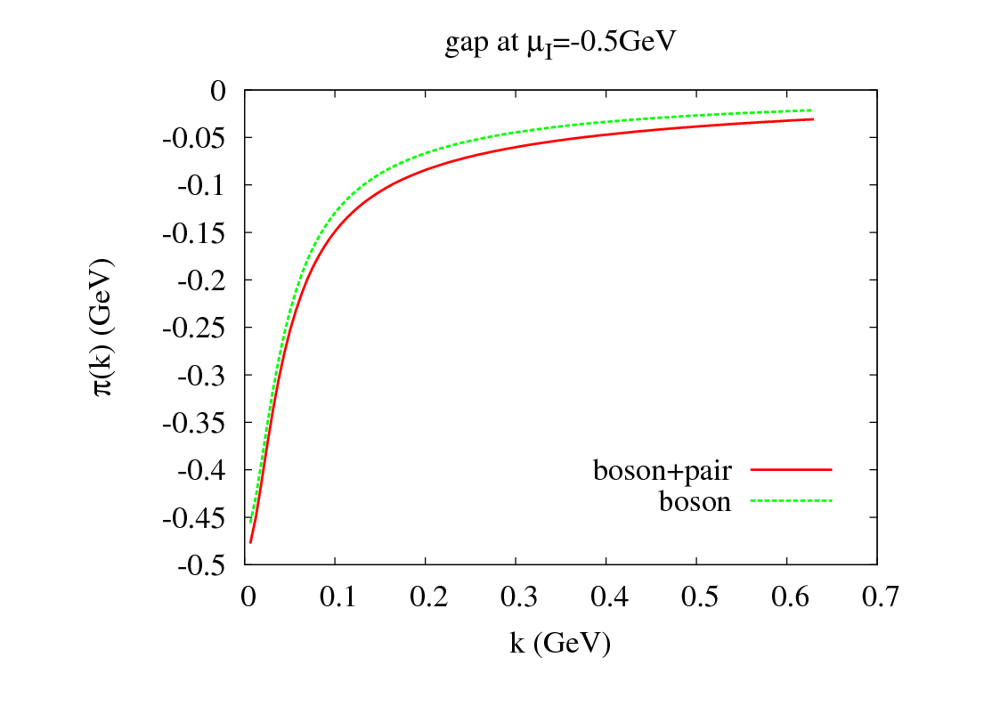 gap at μI=-0.5GeV
0
-0.05
-0.1
-0.15
-0.2
-0.25
-0.3
-0.35
-0.4
-0.45
-0.5
π(k) (GeV)
boson+pair
boson
0 0.1 0.2 0.3 0.4 0.5 0.6 0.7
k (GeV)